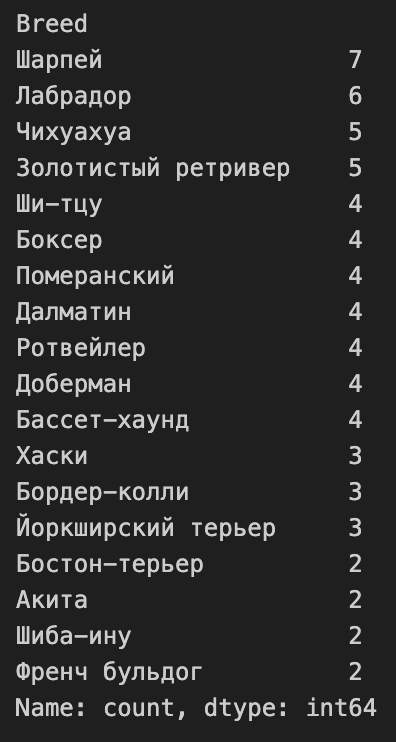 Breed
Шарпей 7
Лабрадор 6
Чихуахуа 5
Золотистый ретривер 5
Ши-тцу 4
Боксер 4
Померанский 4
Далматин 4
Ротвейлер 4
Доберман 4
Бассет-хаунд 4
Хаски 3
Бордер-колли 3
Йоркширский терьер 3
Бостон-терьер 2
Акита 2
Шиба-ину 2
Френч бульдог 2
Name: count, dtype: int64